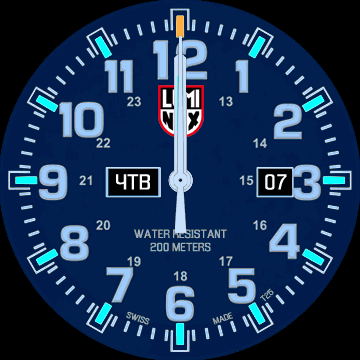 12
11 1
LUMI
NOX
23 13
10 2
22 14
9 21 ЧТВ 15 07 3
20 16
8 4
WATER RESISTANT
200 METERS
19 17
18
7 5
6
T25
SWISS MADE